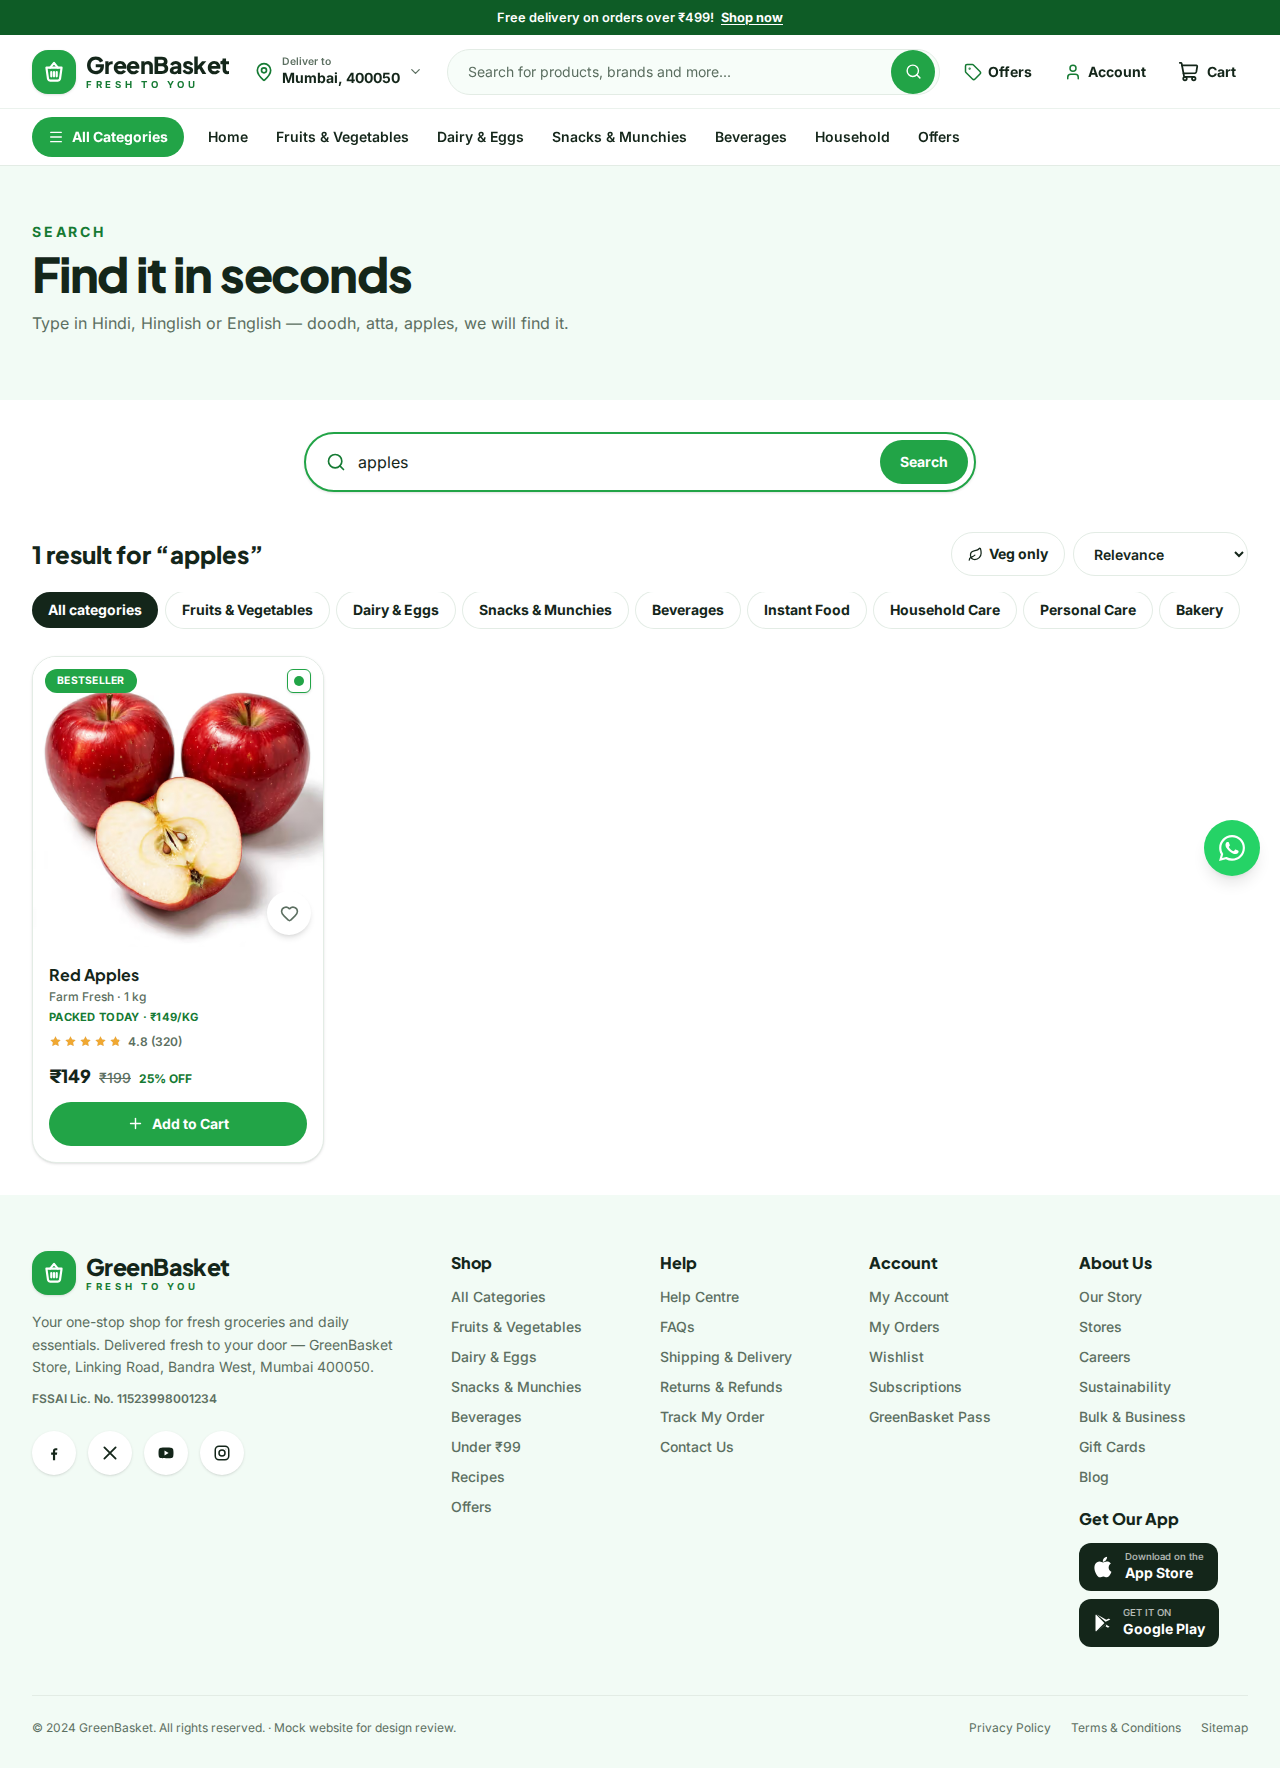 Free delivery on orders over ₹499! Shop now
GreenBasket
FRESH TO YOU
Deliver to
Mumbai, 400050
Search for products, brands and more...
Offers
Account
Cart
All Categories
Home
Fruits & Vegetables
Dairy & Eggs
Snacks & Munchies
Beverages
Household
Offers
SEARCH
Find it in seconds
Type in Hindi, Hinglish or English — doodh, atta, apples, we will find it.
apples
Search
1 result for “apples”
Veg only
Relevance
All categories
Fruits & Vegetables
Dairy & Eggs
Snacks & Munchies
Beverages
Instant Food
Household Care
Personal Care
Bakery
BESTSELLER
Red Apples
Farm Fresh · 1 kg
PACKED TODAY · ₹149/KG
4.8 (320)
₹149 ₹199 25% OFF
Add to Cart
GreenBasket
FRESH TO YOU
Your one-stop shop for fresh groceries and daily
essentials. Delivered fresh to your door — GreenBasket
Store, Linking Road, Bandra West, Mumbai 400050.
FSSAI Lic. No. 11523998001234
Shop
All Categories
Fruits & Vegetables
Dairy & Eggs
Snacks & Munchies
Beverages
Under ₹99
Recipes
Offers
Help
Help Centre
FAQs
Shipping & Delivery
Returns & Refunds
Track My Order
Contact Us
Account
My Account
My Orders
Wishlist
Subscriptions
GreenBasket Pass
About Us
Our Story
Stores
Careers
Sustainability
Bulk & Business
Gift Cards
Blog
Get Our App
Download on the
App Store
GET IT ON
Google Play
© 2024 GreenBasket. All rights reserved. · Mock website for design review.
Privacy Policy
Terms & Conditions
Sitemap